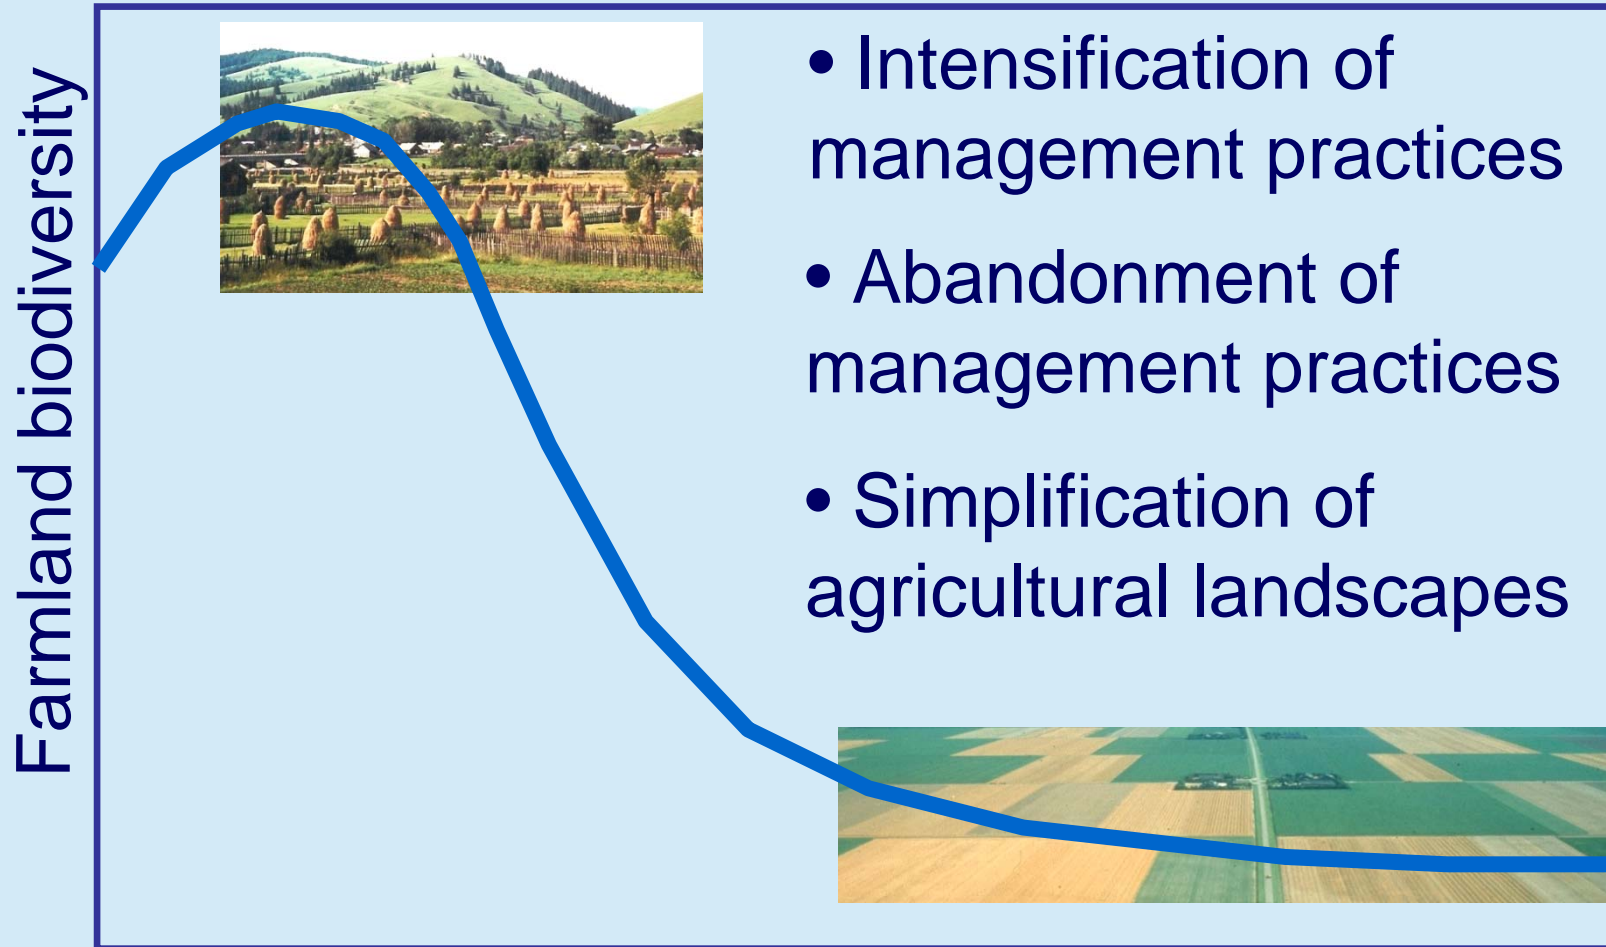 Farmland biodiversity
• Intensification of
management practices
• Abandonment of
management practices
• Simplification of
agricultural landscapes